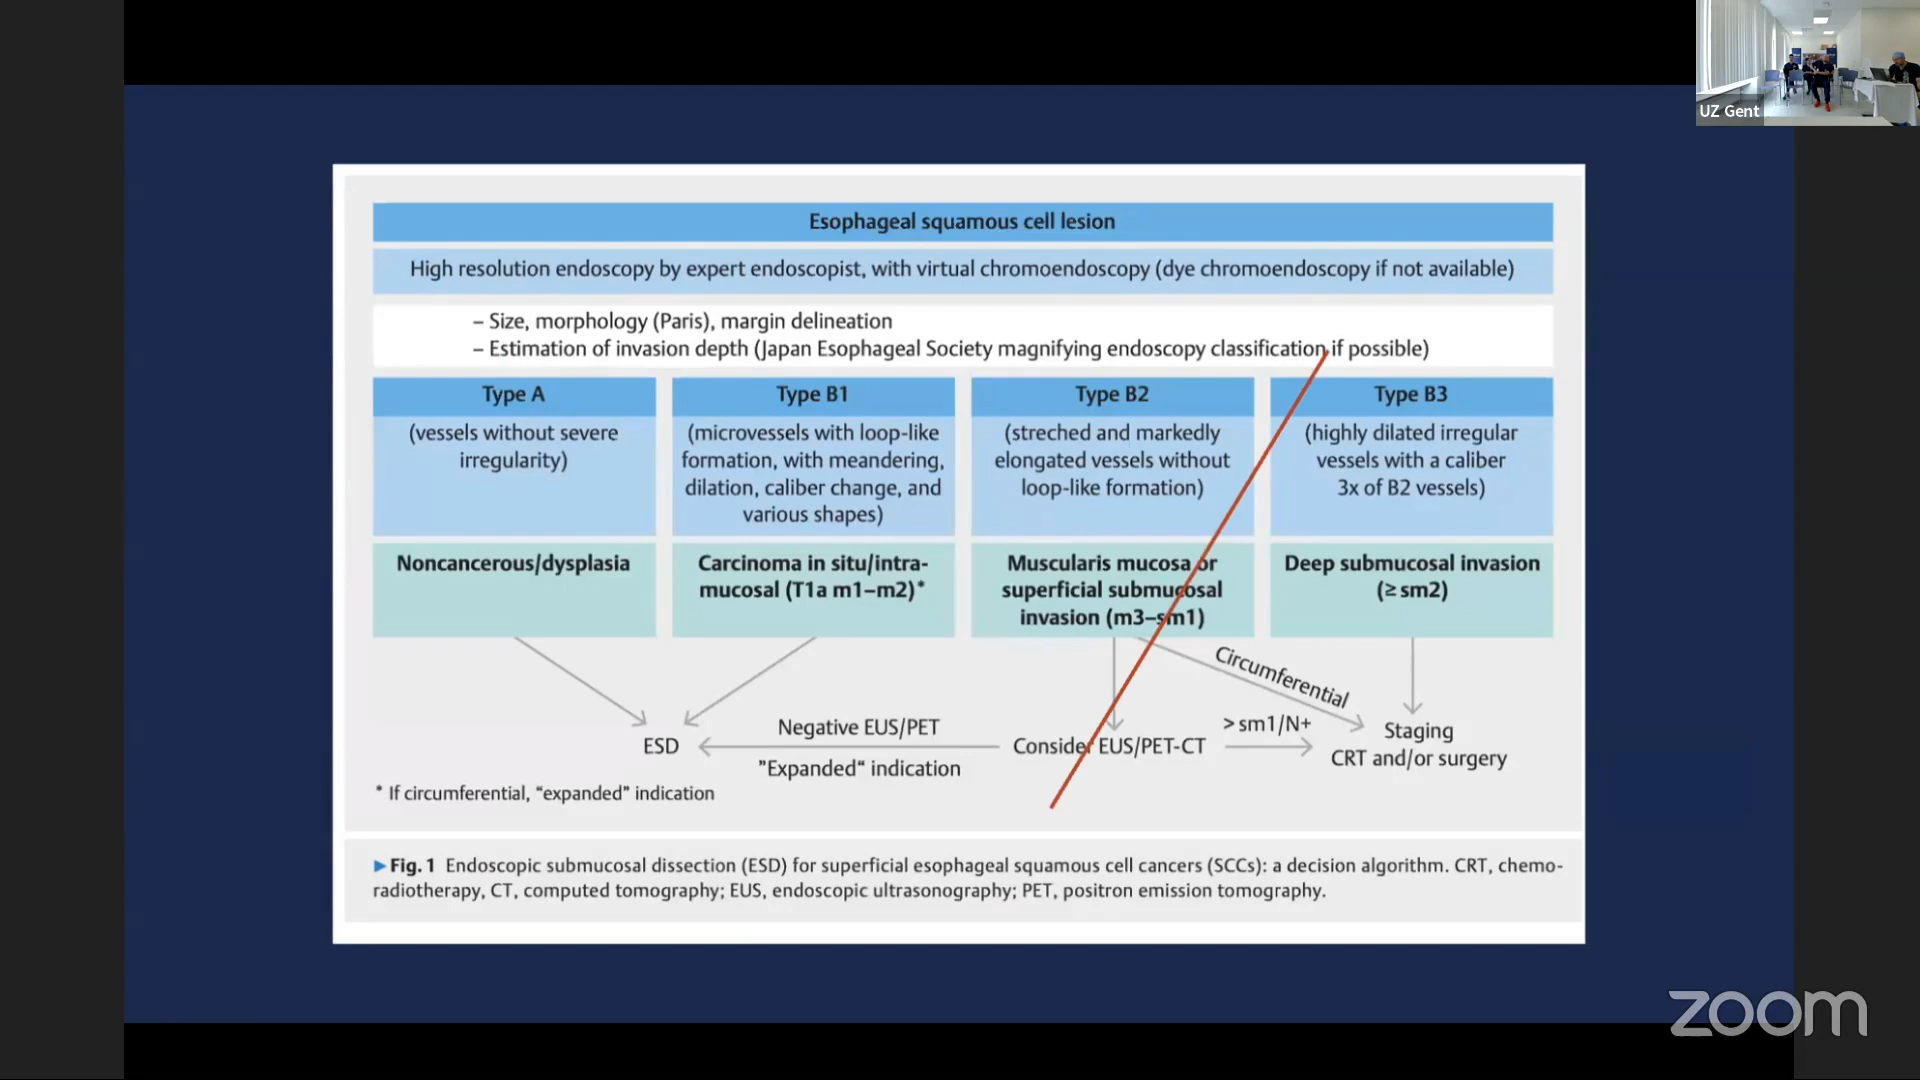 UZ Gent
Esophageal squamous cell lesion
High resolution endoscopy by expert endoscopist, with virtual chromoendoscopy (dye chromoendoscopy if not available)
– Size, morphology (Paris), margin delineation
– Estimation of invasion depth (Japan Esophageal Society magnifying endoscopy classification if possible)
Type A
(vessels without severe
irregularity)
Noncancerous/dysplasia
Type B1
(microvessels with loop-like
formation, with meandering,
dilation, caliber change, and
various shapes)
Carcinoma in situ/intra-
mucosal (T1a m1–m2)*
Type B2
(streched and markedly
elongated vessels without
loop-like formation)
Muscularis mucosa or
superficial submucosal
invasion (m3–sm1)
Type B3
(highly dilated irregular
vessels with a caliber
3x of B2 vessels)
Deep submucosal invasion
(≥ sm2)
Circumferential
ESD
Negative EUS/PET
"Expanded“ indication
Consider EUS/PET-CT
> sm1/N+
Staging
CRT and/or surgery
* If circumferential, “expanded” indication
▶Fig. 1 Endoscopic submucosal dissection (ESD) for superficial esophageal squamous cell cancers (SCCs): a decision algorithm. CRT, chemo-
radiotherapy, CT, computed tomography; EUS, endoscopic ultrasonography; PET, positron emission tomography.
zoom